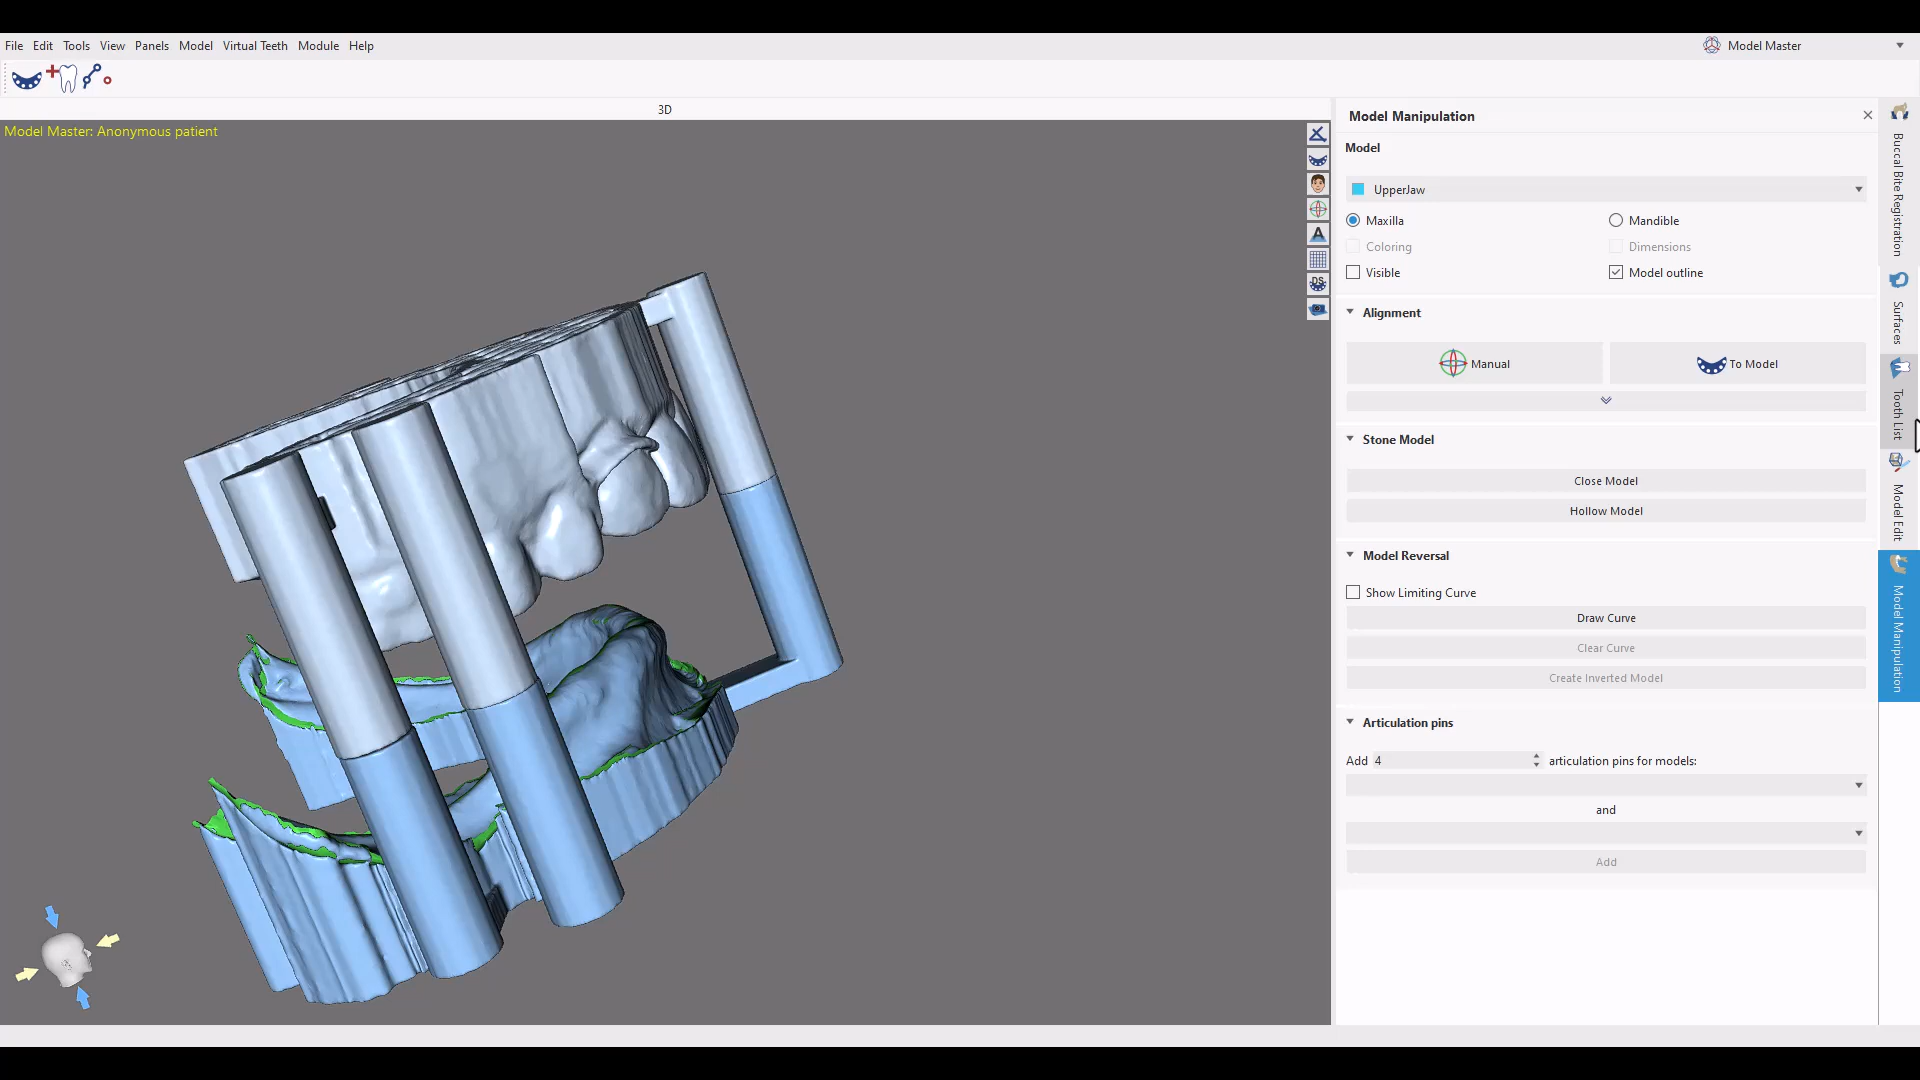 File Edit Tools View Panels Model Virtual Teeth Module Help
Model Master
3D
Model Master: Anonymous patient
A
DS
Model Manipulation
Model
UpperJaw
Maxilla
Mandible
Coloring
Dimensions
Visible
Model outline
Alignment
Manual
To Model
Stone Model
Close Model
Hollow Model
Model Reversal
Show Limiting Curve
Draw Curve
Clear Curve
Create Inverted Model
Articulation pins
Add 4 articulation pins for models:
and
Add
Buccal Bite Registration
Surfaces
Tooth List
Model Edit
Model Manipulation